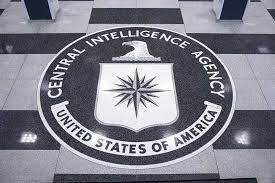 CENTRAL INTELLIGENCE AGENCY
UNITED STATES OF AMERICA